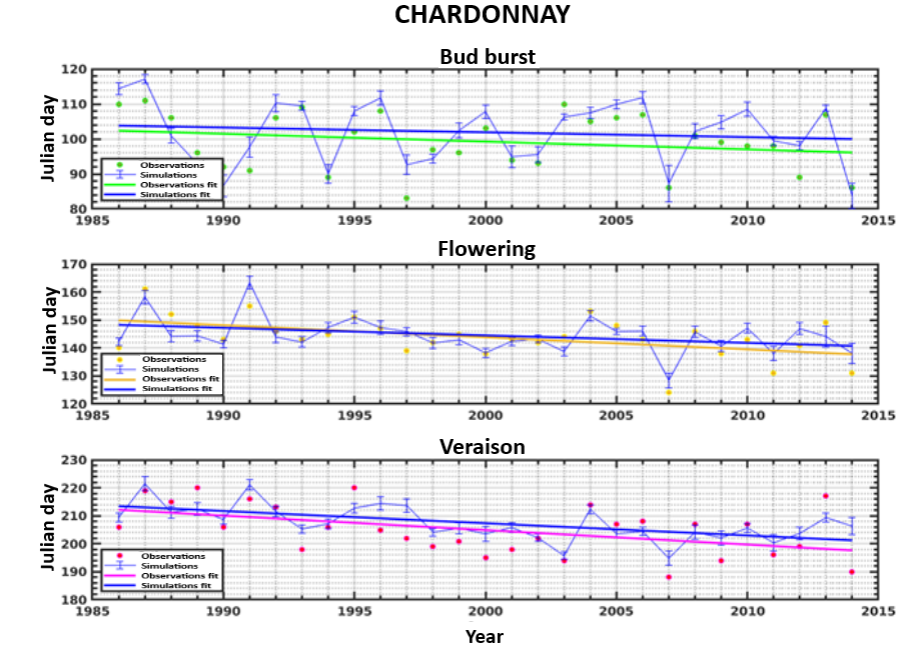 CHARDONNAY
Bud burst
Julian day
120
110
100
90
80
Observations
Simulations
Observations fit
Simulations fit
1985 1990 1995 2000 2005 2010 2015
Flowering
Julian day
170
160
150
140
130
120
Observations
Simulations
Observations fit
Simulations fit
1985 1990 1995 2000 2005 2010 2015
Veraison
Julian day
230
220
210
200
190
180
Observations
Simulations
Observations fit
Simulations fit
1985 1990 1995 2000 2005 2010 2015
Year